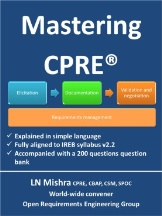 Mastering
CPRE®
Elicitation
Documentation
Validation and
negotiation
Requirements management
✓ Explained in simple language
✓ Fully aligned to IREB syllabus v2.2
✓ Accompanied with a 200 questions question
bank
LN Mishra CPRE, CBAP, CSM, SPOC
World-wide convener
Open Requirements Engineering Group